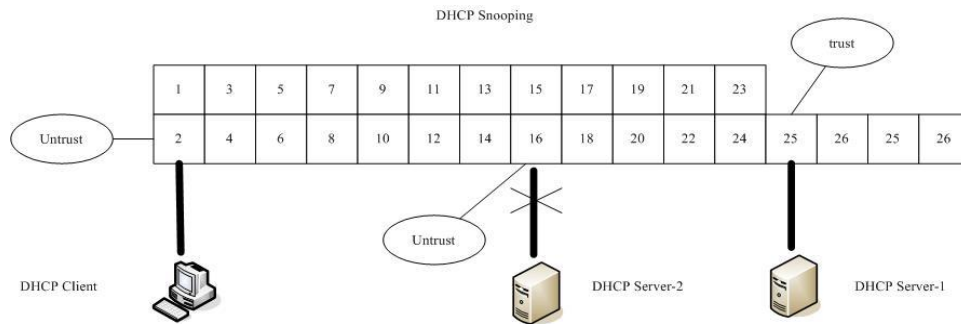 DHCP Snooping
trust
1 3 5 7 9 11 13 15 17 19 21 23
Untrust
2 4 6 8 10 12 14 16 18 20 22 24 25 26 25 26
Untrust
DHCP Client
DHCP Server-2
DHCP Server-1